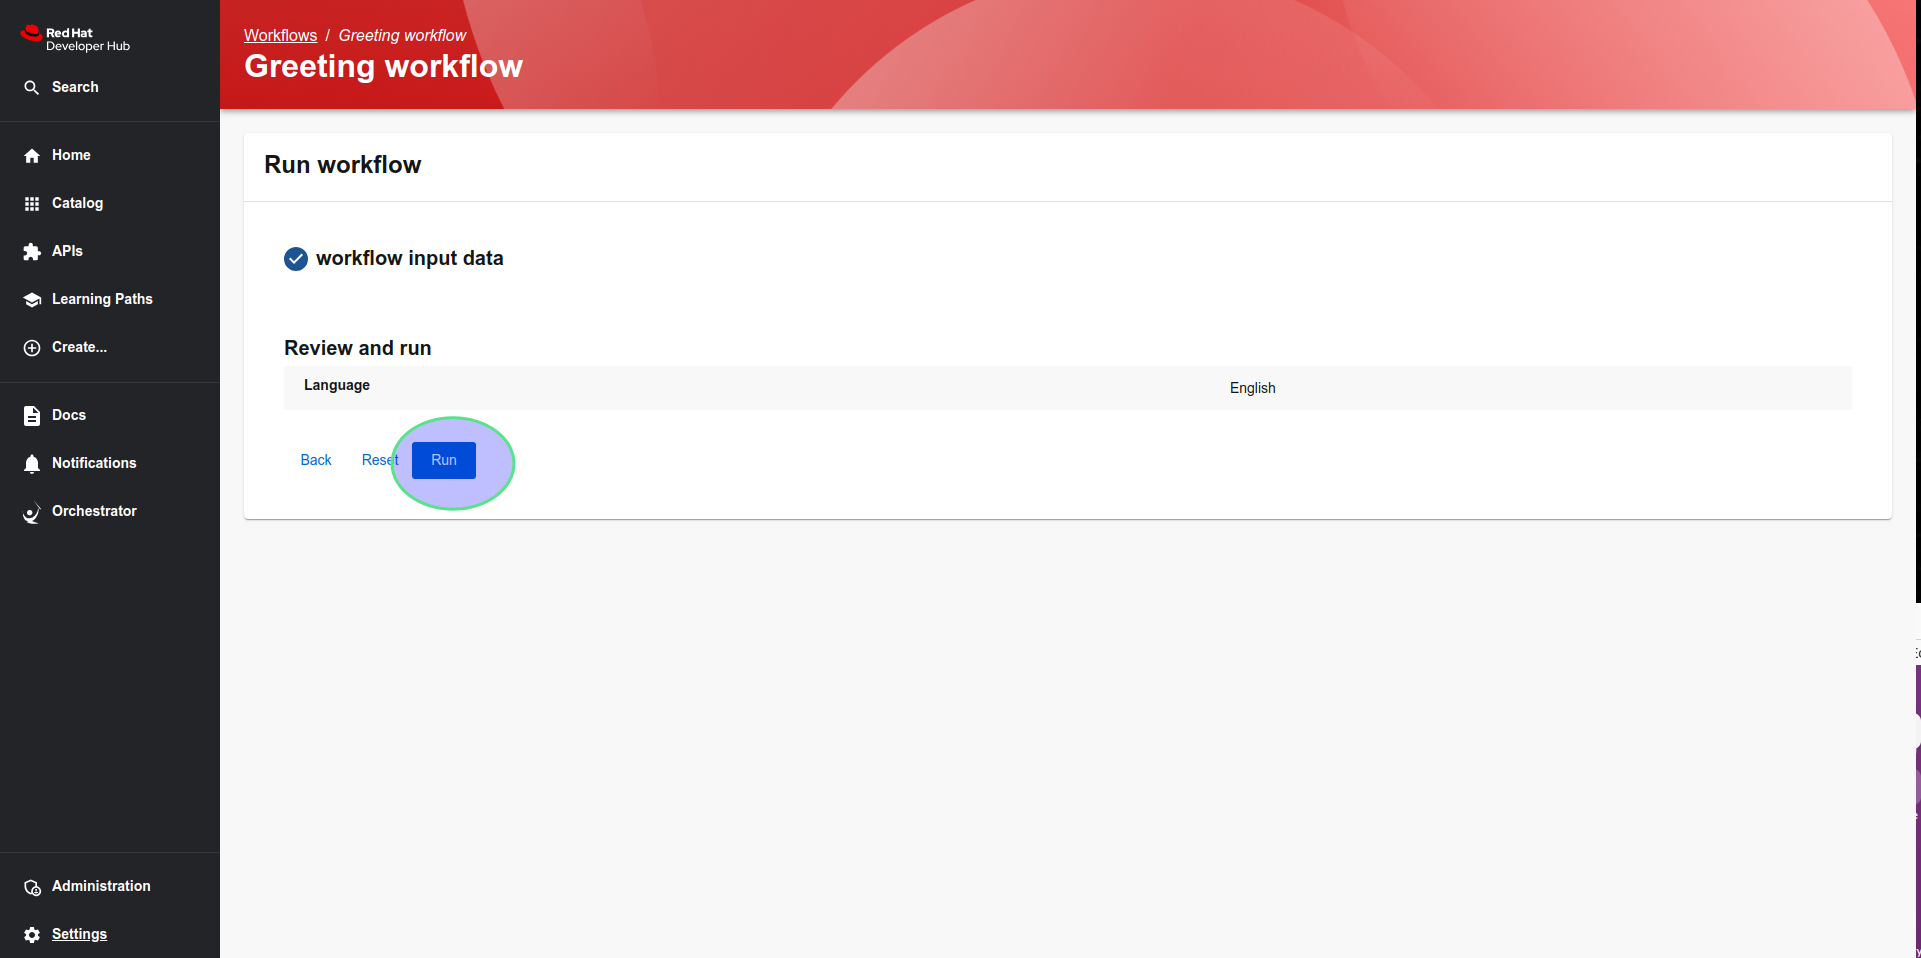 Red Hat
Developer Hub
Search
Home
Catalog
APIs
Learning Paths
Create...
Docs
Notifications
Orchestrator
Administration
Settings
Workflows / Greeting workflow
Greeting workflow
Run workflow
workflow input data
Review and run
Language English
Back Reset Run